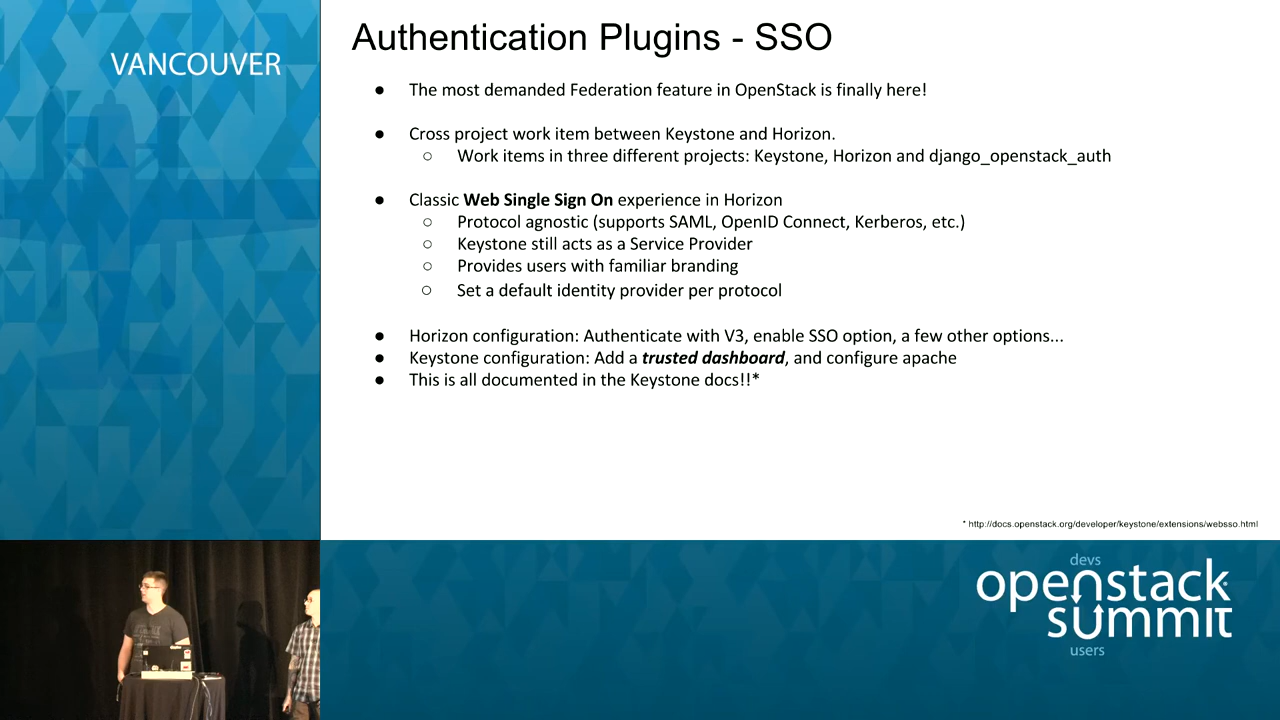 VANCOUVER
Authentication Plugins - SSO
● The most demanded Federation feature in OpenStack is finally here!
● Cross project work item between Keystone and Horizon.
○ Work items in three different projects: Keystone, Horizon and django_openstack_auth
● Classic Web Single Sign On experience in Horizon
○ Protocol agnostic (supports SAML, OpenID Connect, Kerberos, etc.)
○ Keystone still acts as a Service Provider
○ Provides users with familiar branding
○ Set a default identity provider per protocol
● Horizon configuration: Authenticate with V3, enable SSO option, a few other options...
● Keystone configuration: Add a trusted dashboard, and configure apache
● This is all documented in the Keystone docs!!*
* http://docs.openstack.org/developer/keystone/extensions/websso.html
devs
openstack
summit
users